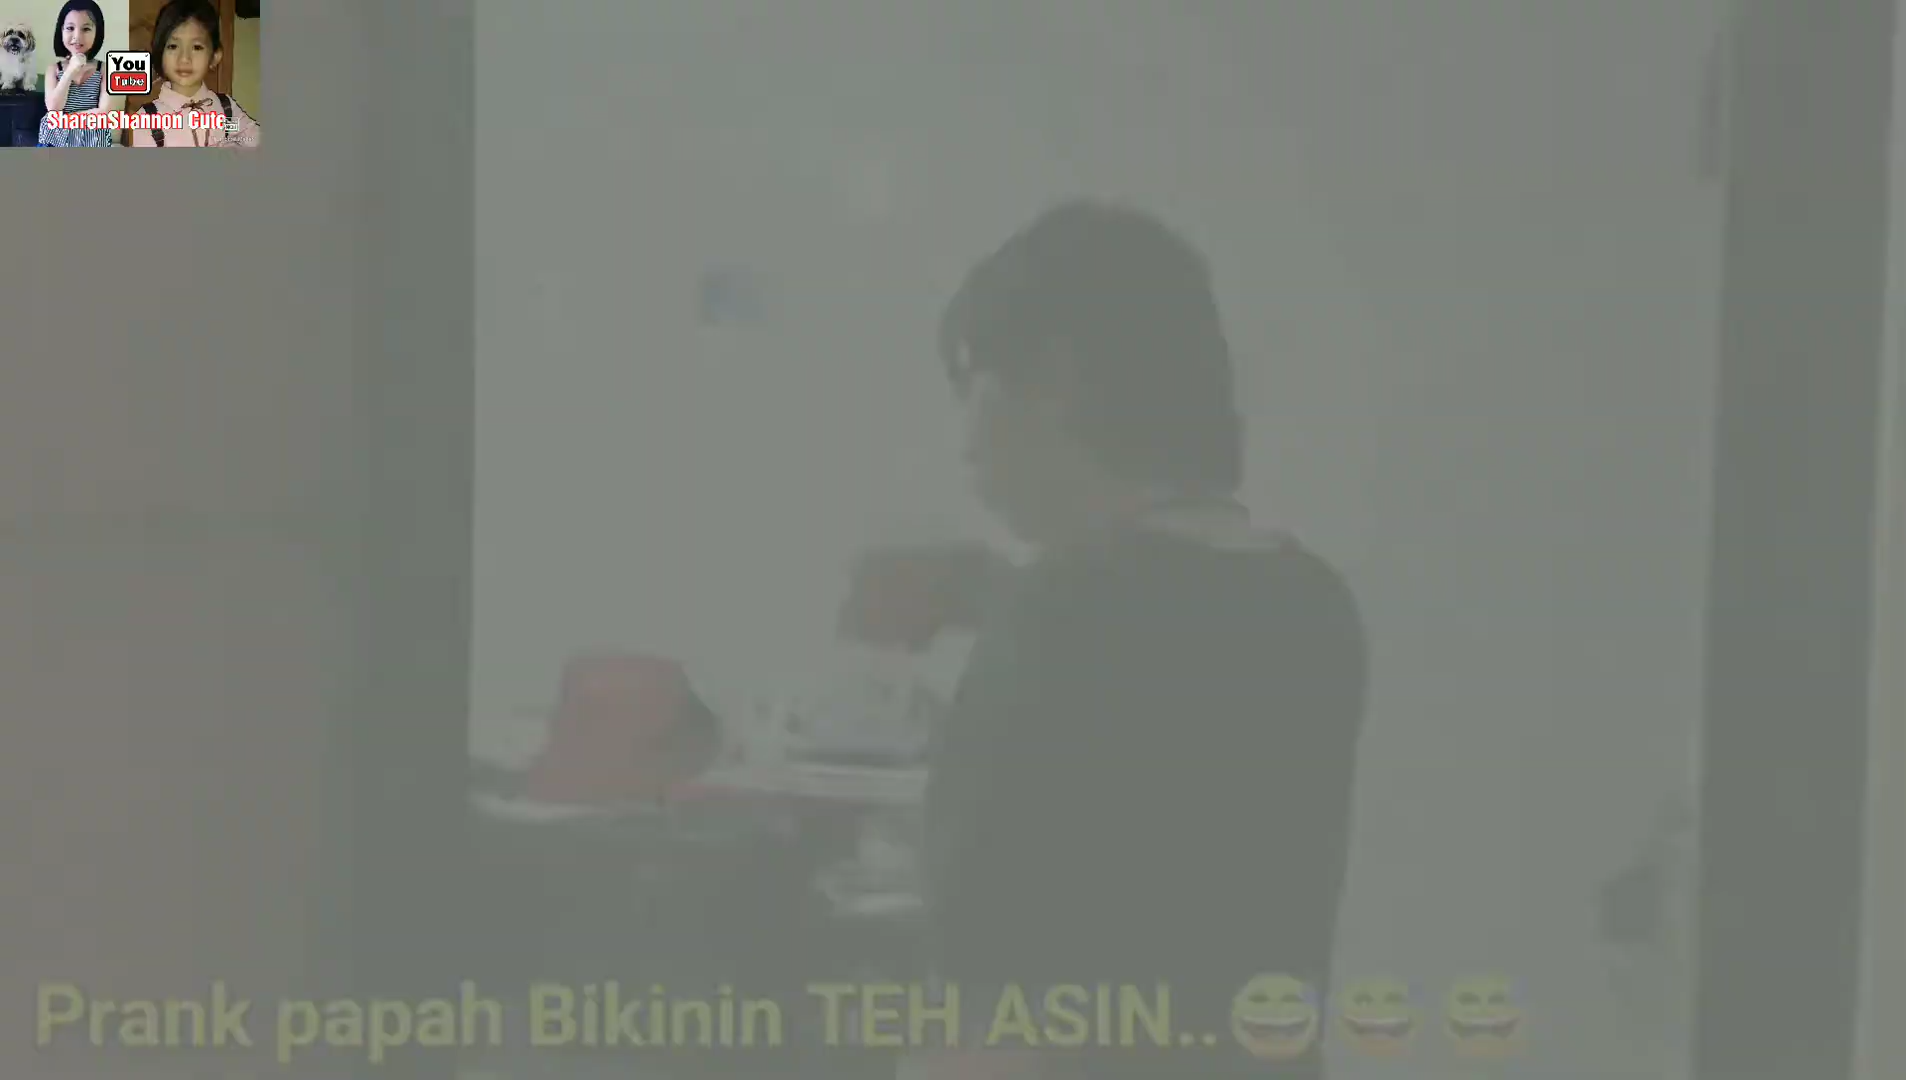 You
Tube
SharenShannon Cute
Prank papah Bikinin TEH ASIN..😄😄😄